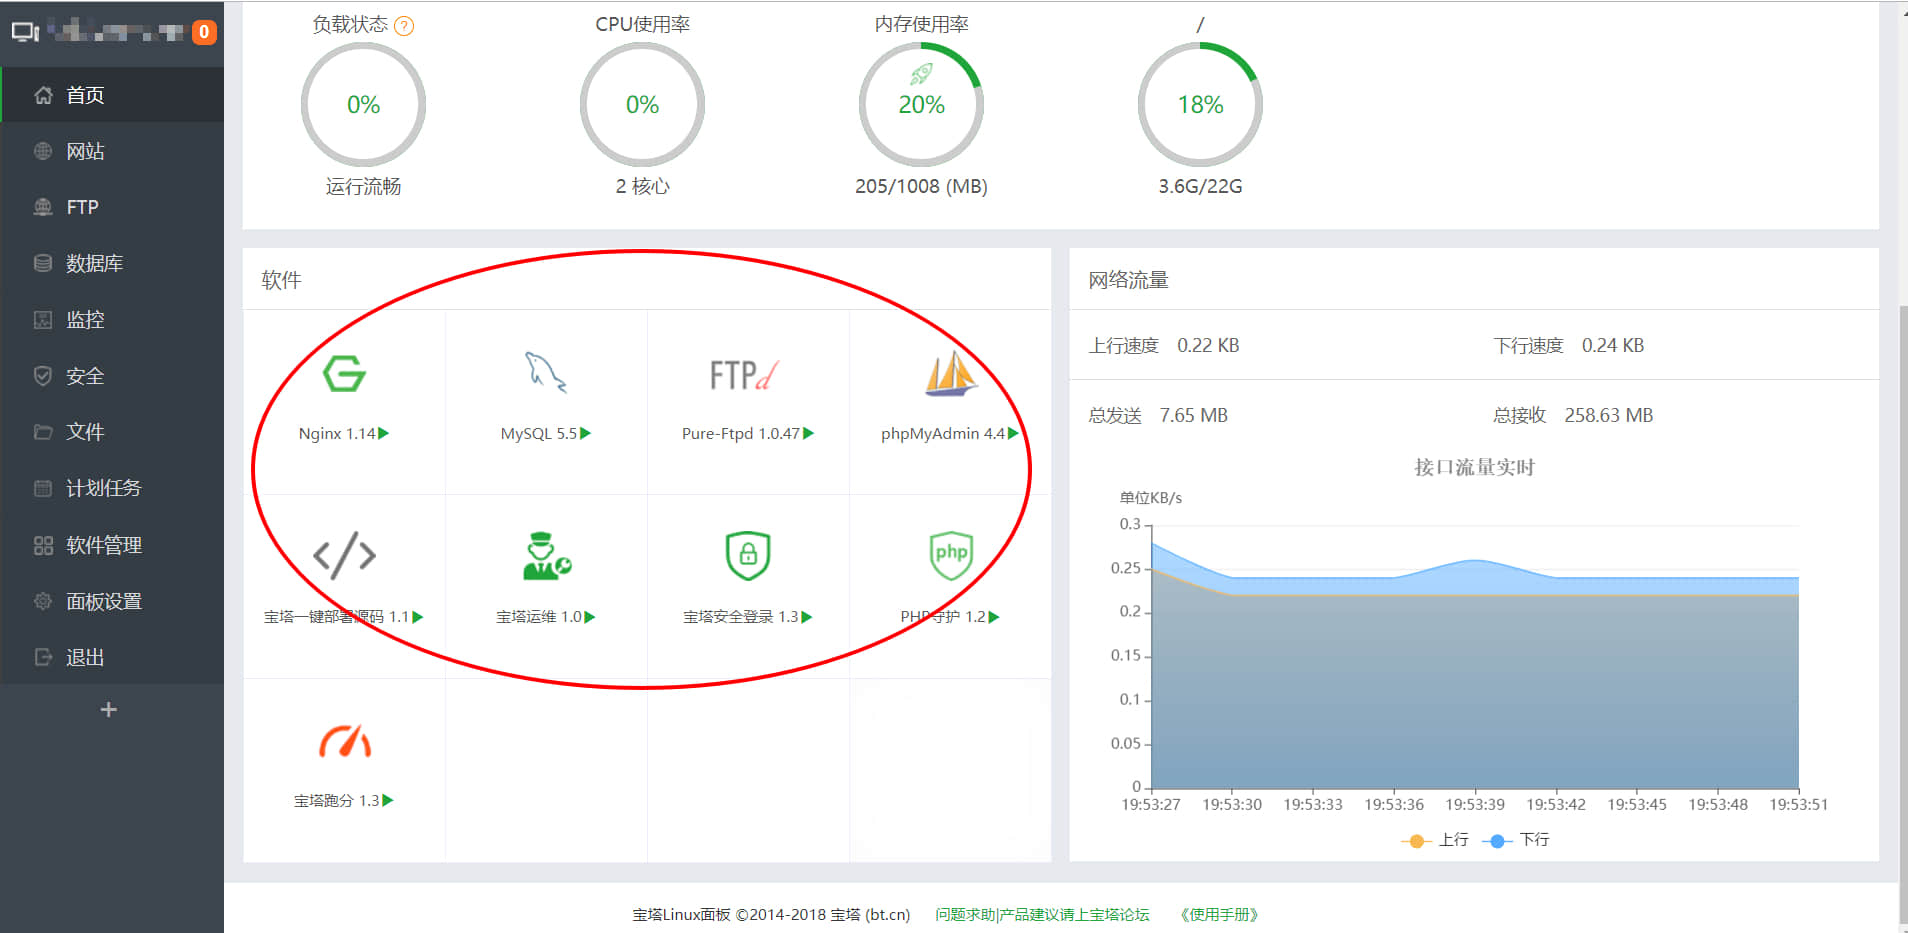 0
首页
网站
FTP
数据库
监控
安全
文件
计划任务
软件管理
面板设置
退出
+
负载状态 ?
0%
运行流畅
CPU使用率
0%
2 核心
内存使用率
20%
205/1008 (MB)
/
18%
3.6G/22G
软件
Nginx 1.14
MySQL 5.5
FTPd
Pure-Ftpd 1.0.47
phpMyAdmin 4.4
宝塔一键部署源码 1.1
宝塔运维 1.0
宝塔安全登录 1.3
php
PHP守护 1.2
宝塔跑分 1.3
网络流量
上行速度 0.22 KB
下行速度 0.24 KB
总发送 7.65 MB
总接收 258.63 MB
接口流量实时
单位KB/s
0.3
0.25
0.2
0.15
0.1
0.05
0
19:53:27 19:53:30 19:53:33 19:53:36 19:53:39 19:53:42 19:53:45 19:53:48 19:53:51
上行 下行
宝塔Linux面板 ©2014-2018 宝塔 (bt.cn) 问题求助|产品建议请上宝塔论坛 《使用手册》